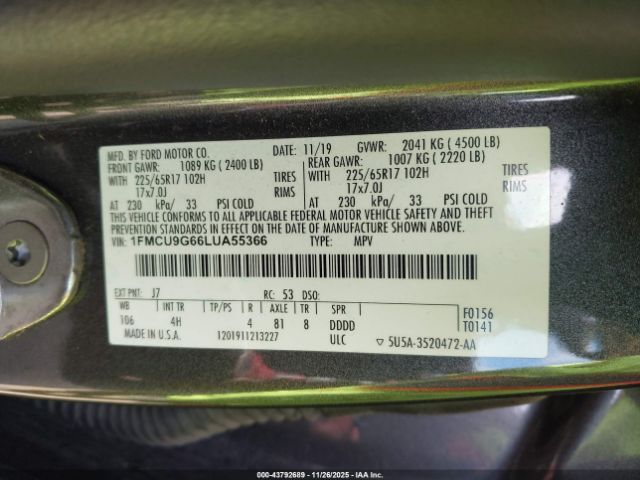 MFD. BY FORD MOTOR CO. DATE: 11/19 GVWR: 2041 KG ( 4500 LB)
FRONT GAWR: 1089 KG ( 2400 LB) REAR GAWR: 1007 KG ( 2220 LB)
WITH 225/65R17 102H TIRES WITH 225/65R17 102H TIRES
17x7.0J RIMS 17x7.0J RIMS
AT 230 kPa/ 33 PSI COLD AT 230 kPa/ 33 PSI COLD
THIS VEHICLE CONFORMS TO ALL APPLICABLE FEDERAL MOTOR VEHICLE SAFETY AND THEFT
PREVENTION STANDARDS IN EFFECT ON THE DATE OF MANUFACTURE SHOWN ABOVE.
VIN: 1FMCU9G66LUA55366 TYPE: MPV
EXT PNT: J7 RC: 53 DSO:
WB INT TR TP/PS R AXLE TR SPR
106 4H 4 81 8 DDDD
F0156
T0141
MADE IN U.S.A. 1201911213227 ULC 5U5A-3520472-AA
000-43792689 | 11/26/2025 | IAA Inc.